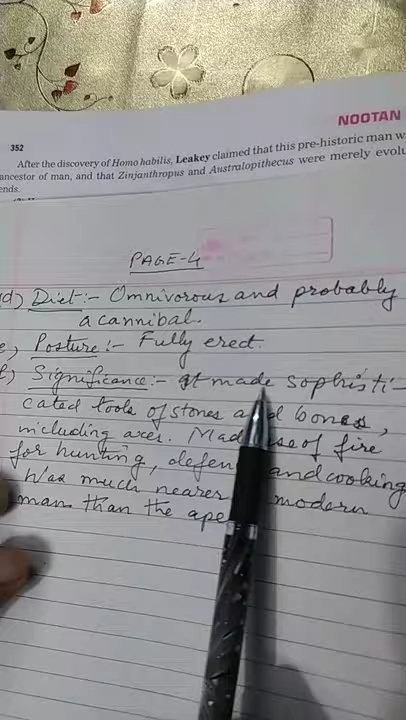 NOOTAN
352
After the discovery of Homo habilis, Leakey claimed that this pre-historic man w
ancestor of man, and that Zinjanthropus and Australopithecus were merely evolu
ends.
PAGE-4
d) Diet:- Omnivorous and probably
a cannibal.
e) Posture:- Fully erect.
f) Significance:- It made sophisti-
cated tools of stones and bones,
including axes. Mad use of fire
for hunting, defen and cooking
Was much nearer modern
man than the ape